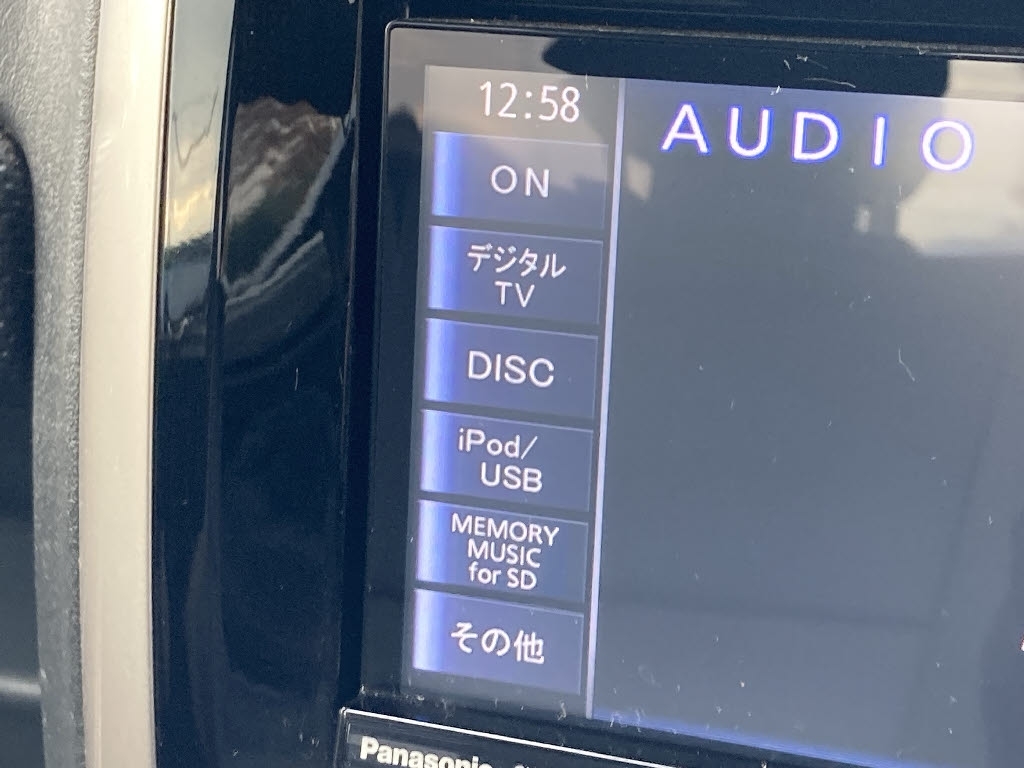 12:58
AUDIO
ON
デジタル
TV
DISC
iPod/
USB
MEMORY
MUSIC
for SD
その他
Panasonic